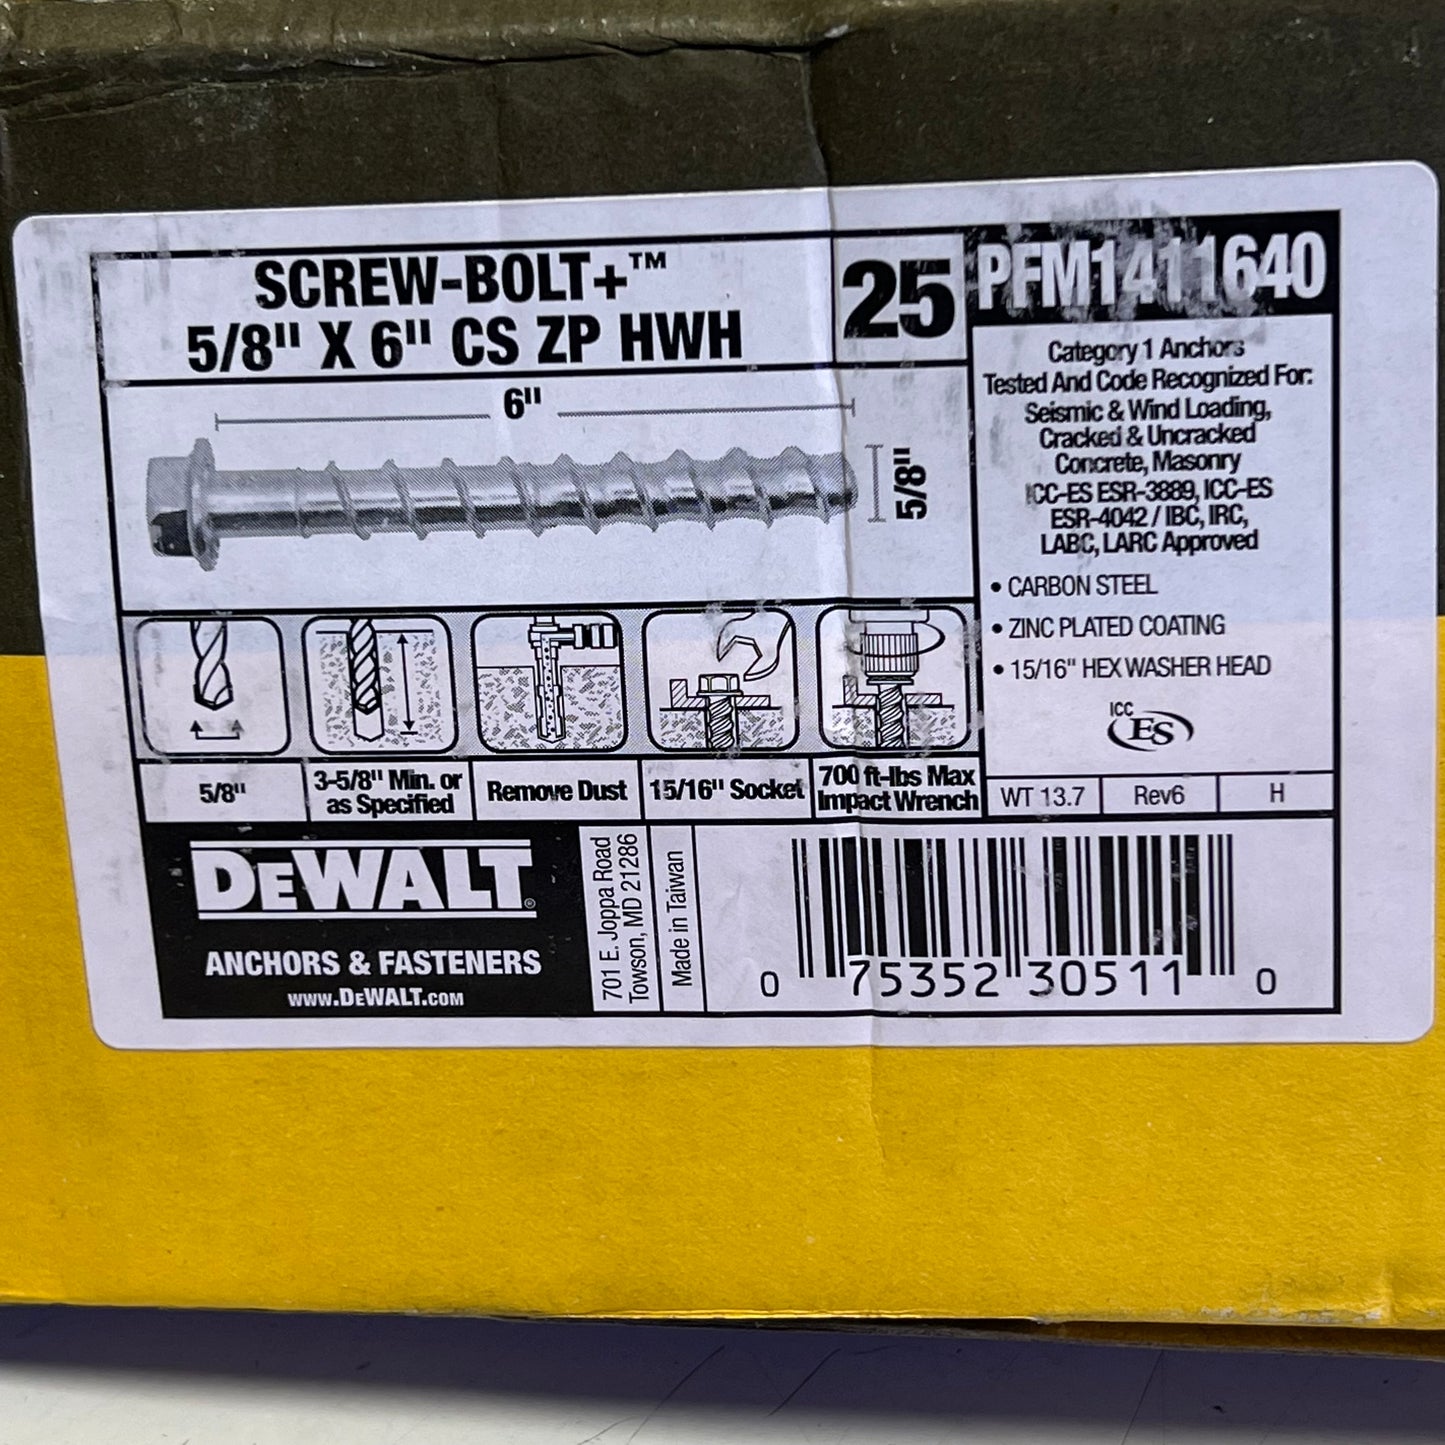 SCREW-BOLT+™
5/8" X 6" CS ZP HWH
25
PFM1411640
6"
5/8"
Category 1 Anchors
Tested And Code Recognized For:
Seismic & Wind Loading,
Cracked & Uncracked
Concrete, Masonry
ICC-ES ESR-3889, ICC-ES
ESR-4042 / IBC, IRC,
LABC, LARC Approved
• CARBON STEEL
• ZINC PLATED COATING
• 15/16" HEX WASHER HEAD
ICC
ES
WT 13.7
Rev6
H
5/8"
3-5/8" Min. or
as Specified
Remove Dust
15/16" Socket
700 ft-lbs Max
Impact Wrench
DEWALT®
ANCHORS & FASTENERS
WWW.DEWALT.COM
701 E. Joppa Road
Towson, MD 21286
Made in Taiwan
0 75352 30511 0